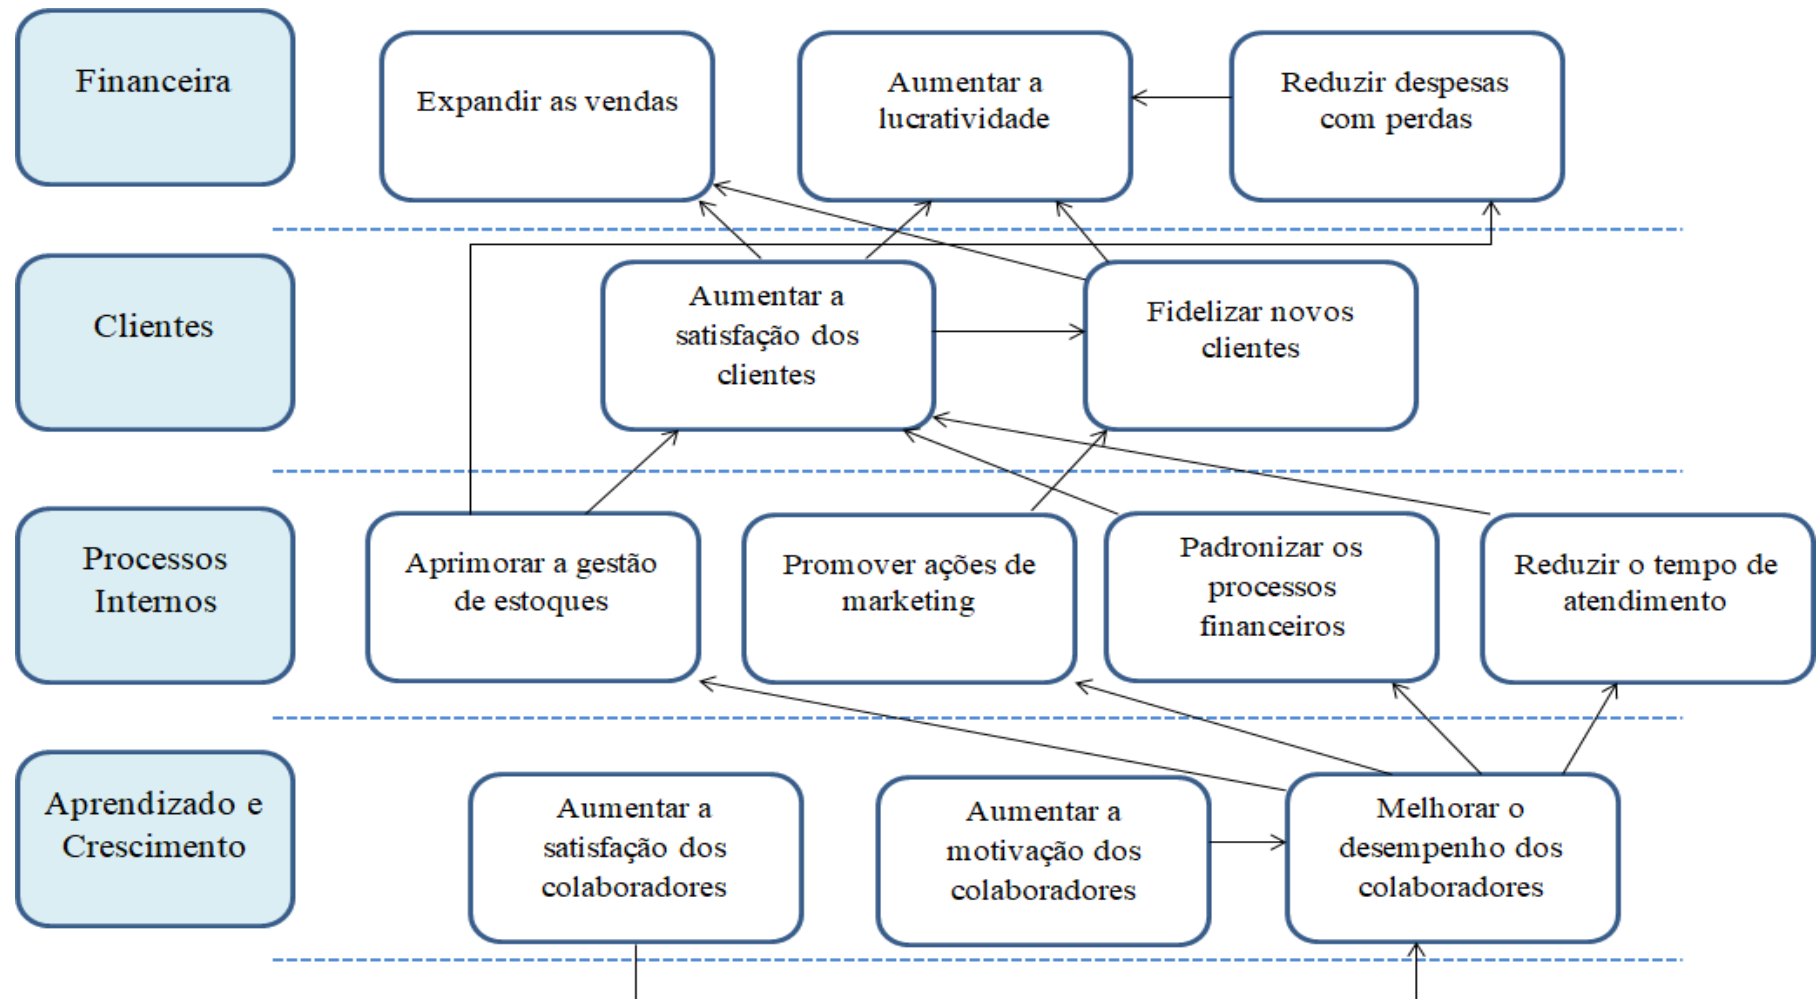 Financeira
Expandir as vendas
Aumentar a
lucratividade
Reduzir despesas
com perdas
Clientes
Aumentar a
satisfação dos
clientes
Fidelizar novos
clientes
Processos
Internos
Aprimorar a gestão
de estoques
Promover ações de
marketing
Padronizar os
processos
financeiros
Reduzir o tempo de
atendimento
Aprendizado e
Crescimento
Aumentar a
satisfação dos
colaboradores
Aumentar a
motivação dos
colaboradores
Melhorar o
desempenho dos
colaboradores